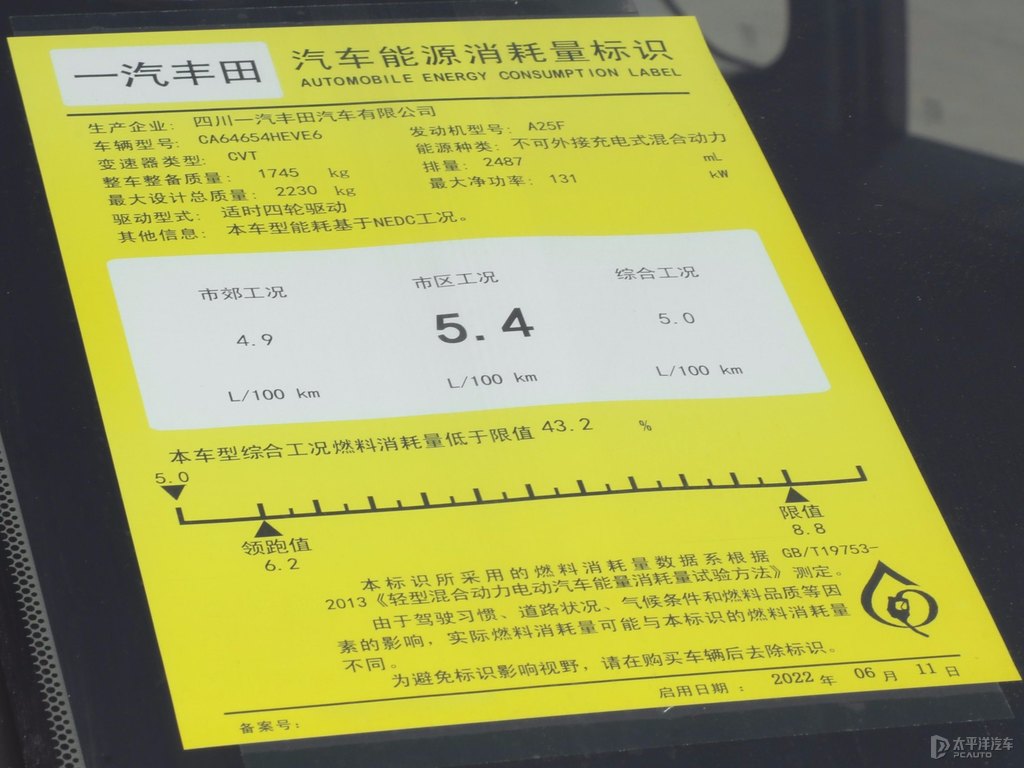 一汽丰田
汽车能源消耗量标识
AUTOMOBILE ENERGY CONSUMPTION LABEL
生产企业: 四川一汽丰田汽车有限公司
车辆型号: CA64654HEVE6
发动机型号: A25F
变速器类型: CVT
能源种类: 不可外接充电式混合动力
整车整备质量: 1745 kg
排量: 2487 mL
最大设计总质量: 2230 kg
最大净功率: 131 kW
驱动型式: 适时四轮驱动
其他信息: 本车型能耗基于NEDC工况。
市郊工况 市区工况 综合工况
4.9 5.4 5.0
L/100 km L/100 km L/100 km
本车型综合工况燃料消耗量低于限值 43.2 %
5.0
领跑值 限值
6.2 8.8
本标识所采用的燃料消耗量数据系根据 GB/T19753-
2013《轻型混合动力电动汽车能量消耗量试验方法》测定。
由于驾驶习惯、道路状况、气候条件和燃料品质等因
素的影响，实际燃料消耗量可能与本标识的燃料消耗量
不同。
为避免标识影响视野，请在购买车辆后去除标识。
启用日期 : 2022 年 06 月 11 日
备案号:
太平洋汽车
PCAUTO